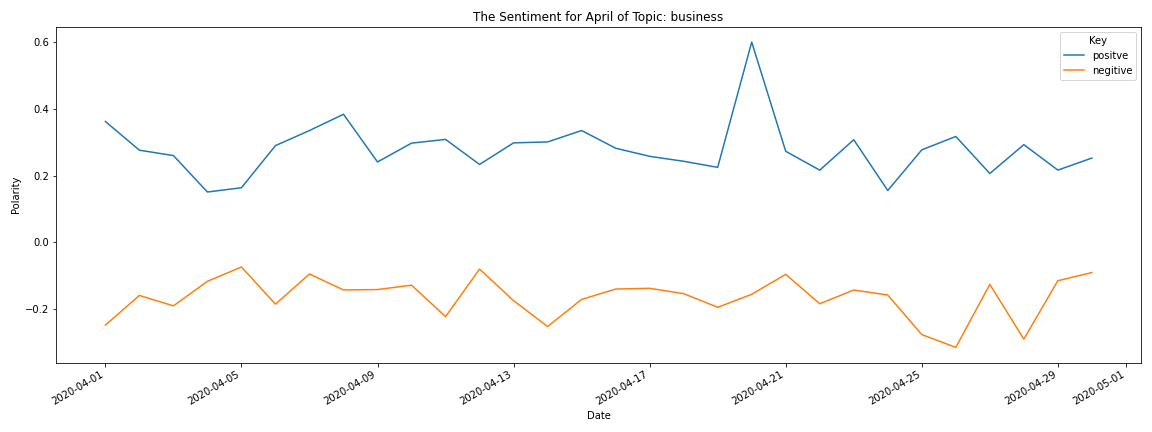 The Sentiment for April of Topic: business
Key
positve
negitive
Polarity
0.6
0.4
0.2
0.0
−0.2
2020-04-01
2020-04-05
2020-04-09
2020-04-13
2020-04-17
2020-04-21
2020-04-25
2020-04-29
2020-05-01
Date